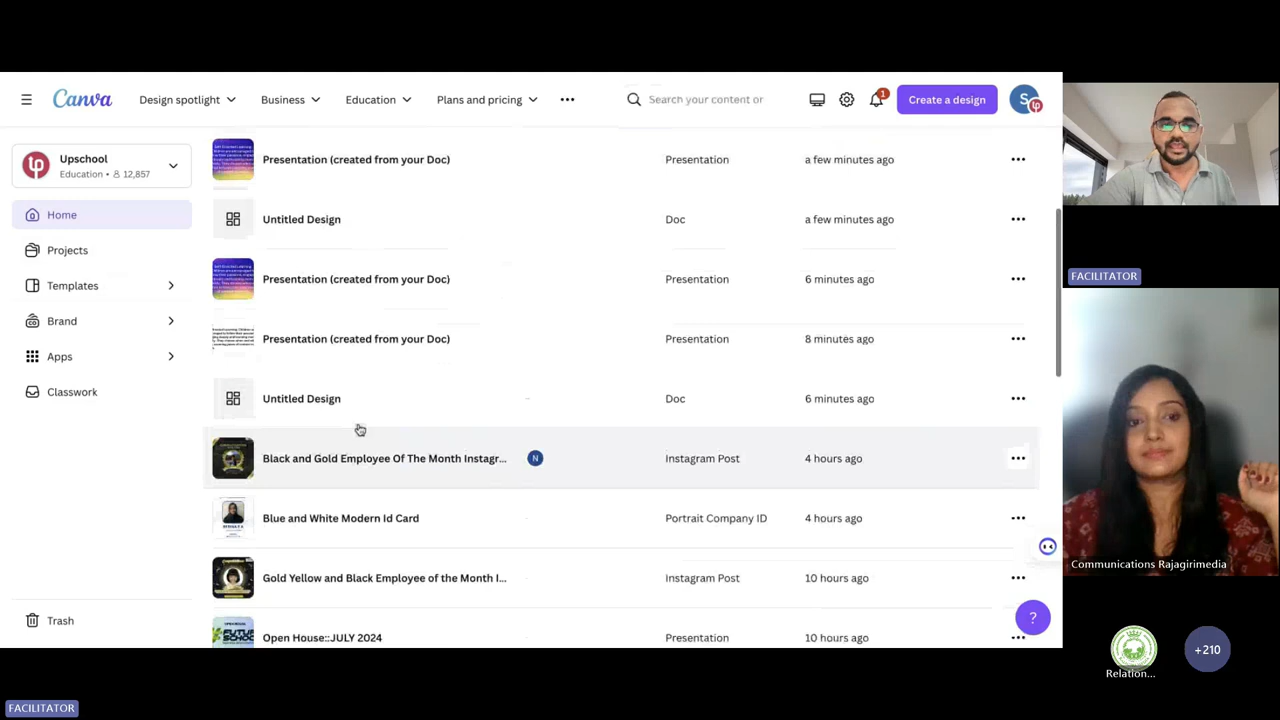 Canva
Design spotlight
Business
Education
Plans and pricing
Search your content or
1
Create a design
S
up
up
Upschool
Education • 12,857
Home
Projects
Templates
Brand
Apps
Classwork
Trash
Presentation (created from your Doc) Presentation a few minutes ago
Untitled Design Doc a few minutes ago
Presentation (created from your Doc) Presentation 6 minutes ago
Presentation (created from your Doc) Presentation 8 minutes ago
Untitled Design Doc 6 minutes ago
Black and Gold Employee Of The Month Instagr... N Instagram Post 4 hours ago
Blue and White Modern Id Card Portrait Company ID 4 hours ago
Gold Yellow and Black Employee of the Month I... Instagram Post 10 hours ago
Open House::JULY 2024 Presentation 10 hours ago
?
FACILITATOR
Communications Rajagirimedia
Relation...
+210
FACILITATOR